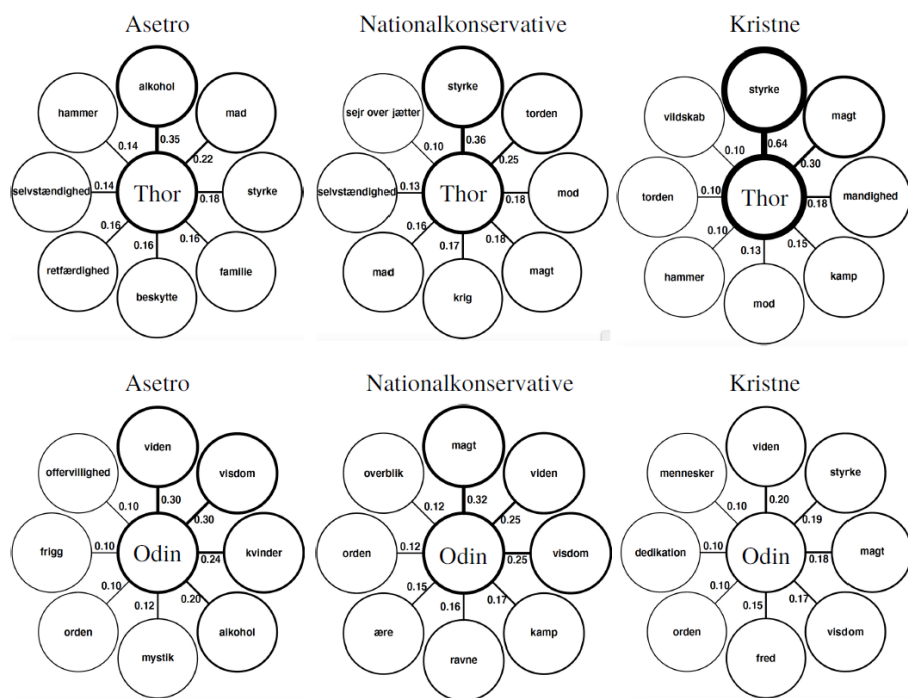 Asetro
alkohol
mad
styrke
familie
beskytte
retfærdighed
selvstændighed
hammer
Thor
0.35
0.22
0.18
0.16
0.16
0.16
0.14
0.14
Nationalkonservative
styrke
torden
mod
magt
krig
mad
selvstændighed
sejr over jætter
Thor
0.36
0.25
0.18
0.18
0.17
0.16
0.13
0.10
Kristne
styrke
magt
mandighed
kamp
mod
hammer
torden
vildskab
Thor
0.64
0.30
0.18
0.15
0.13
0.10
0.10
0.10
Asetro
viden
visdom
kvinder
alkohol
mystik
orden
frigg
offervillighed
Odin
0.30
0.30
0.24
0.20
0.12
0.10
0.10
0.10
Nationalkonservative
magt
viden
visdom
kamp
ravne
ære
orden
overblik
Odin
0.32
0.25
0.25
0.17
0.16
0.15
0.12
0.12
Kristne
viden
styrke
magt
visdom
fred
orden
dedikation
mennesker
Odin
0.20
0.19
0.18
0.17
0.15
0.10
0.10
0.10